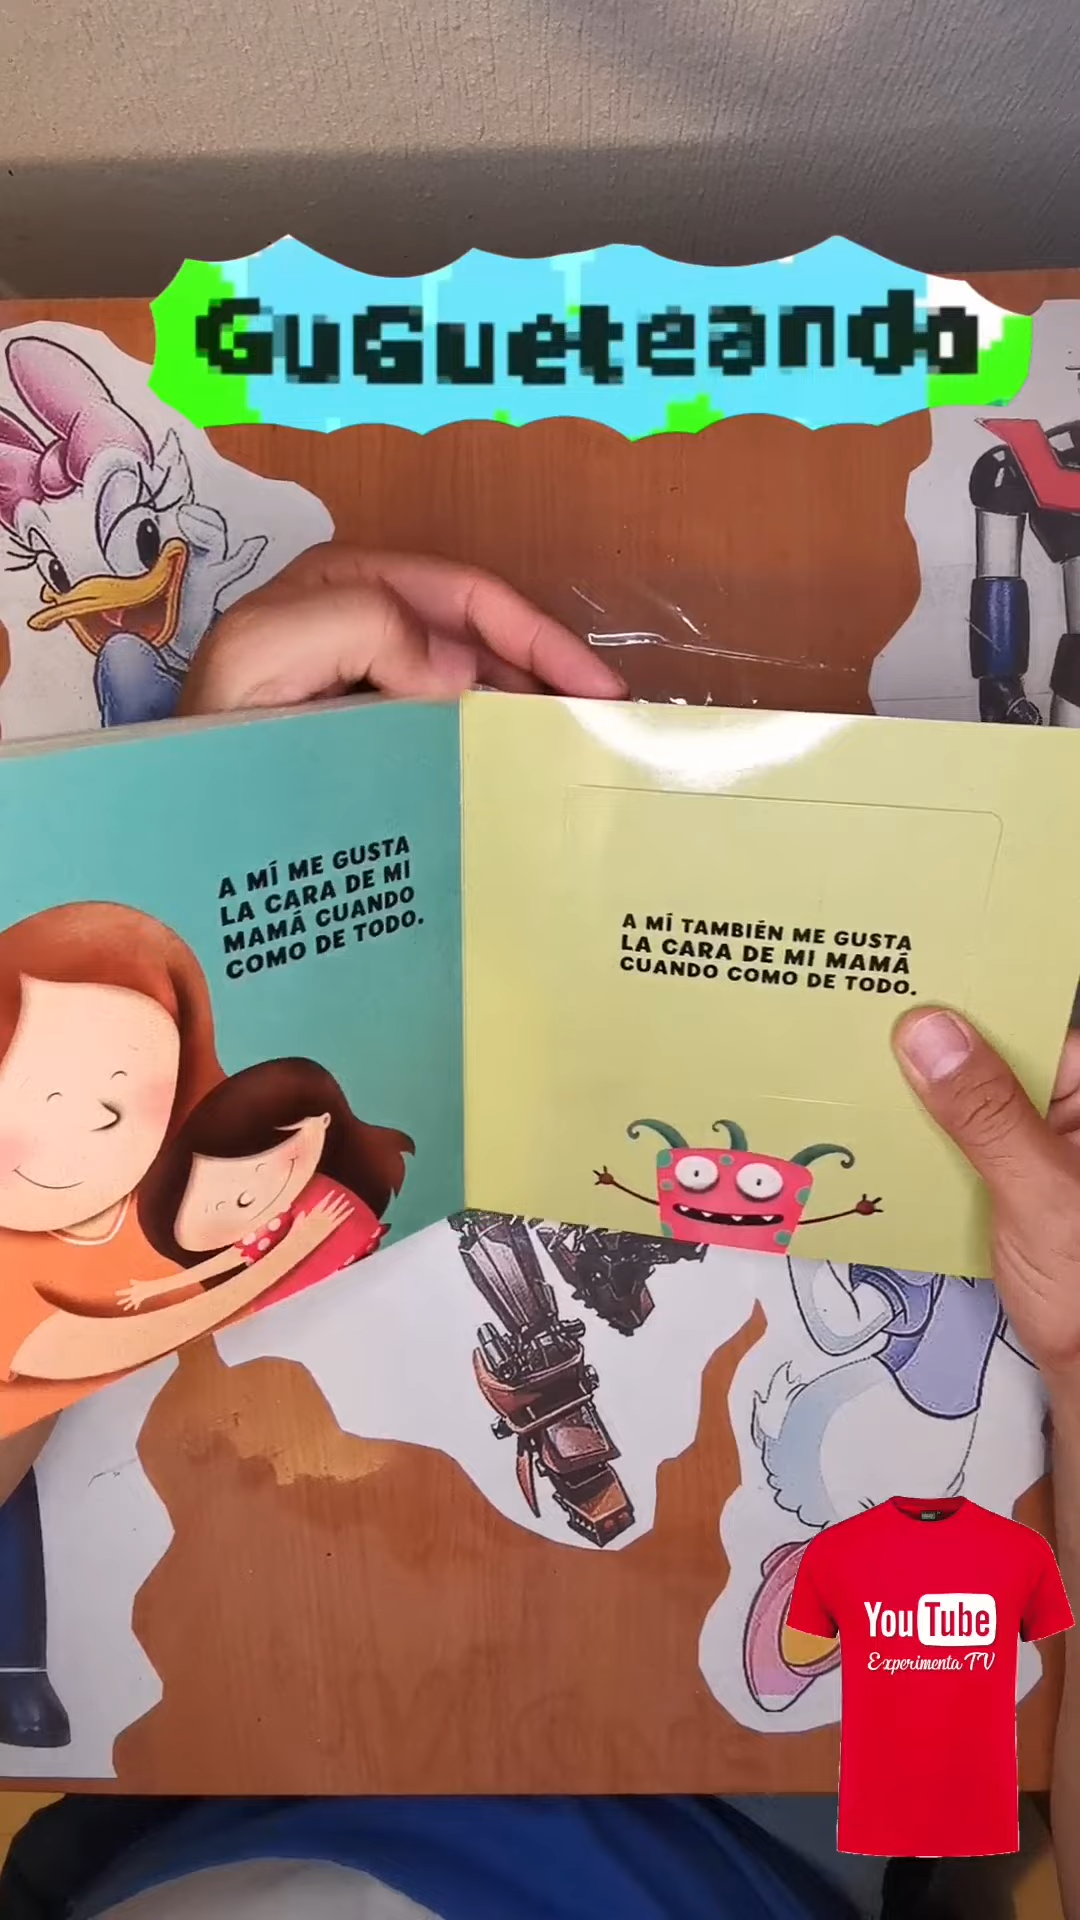 GuGueteando
A MÍ ME GUSTA
LA CARA DE MI
MAMÁ CUANDO
COMO DE TODO.
A MÍ TAMBIÉN ME GUSTA
LA CARA DE MI MAMÁ
CUANDO COMO DE TODO.
YouTube
Experimenta TV